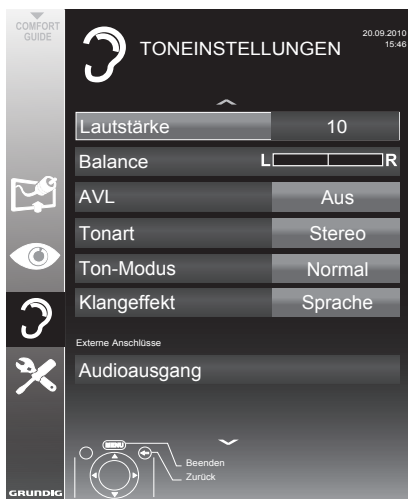 COMFORT
GUIDE
TONEINSTELLUNGEN
20.09.2010
15:46
Lautstärke 10
Balance L R
AVL Aus
Tonart Stereo
Ton-Modus Normal
Klangeffekt Sprache
Externe Anschlüsse
Audioausgang
MENU
Beenden
Zurück
GRUNDIG